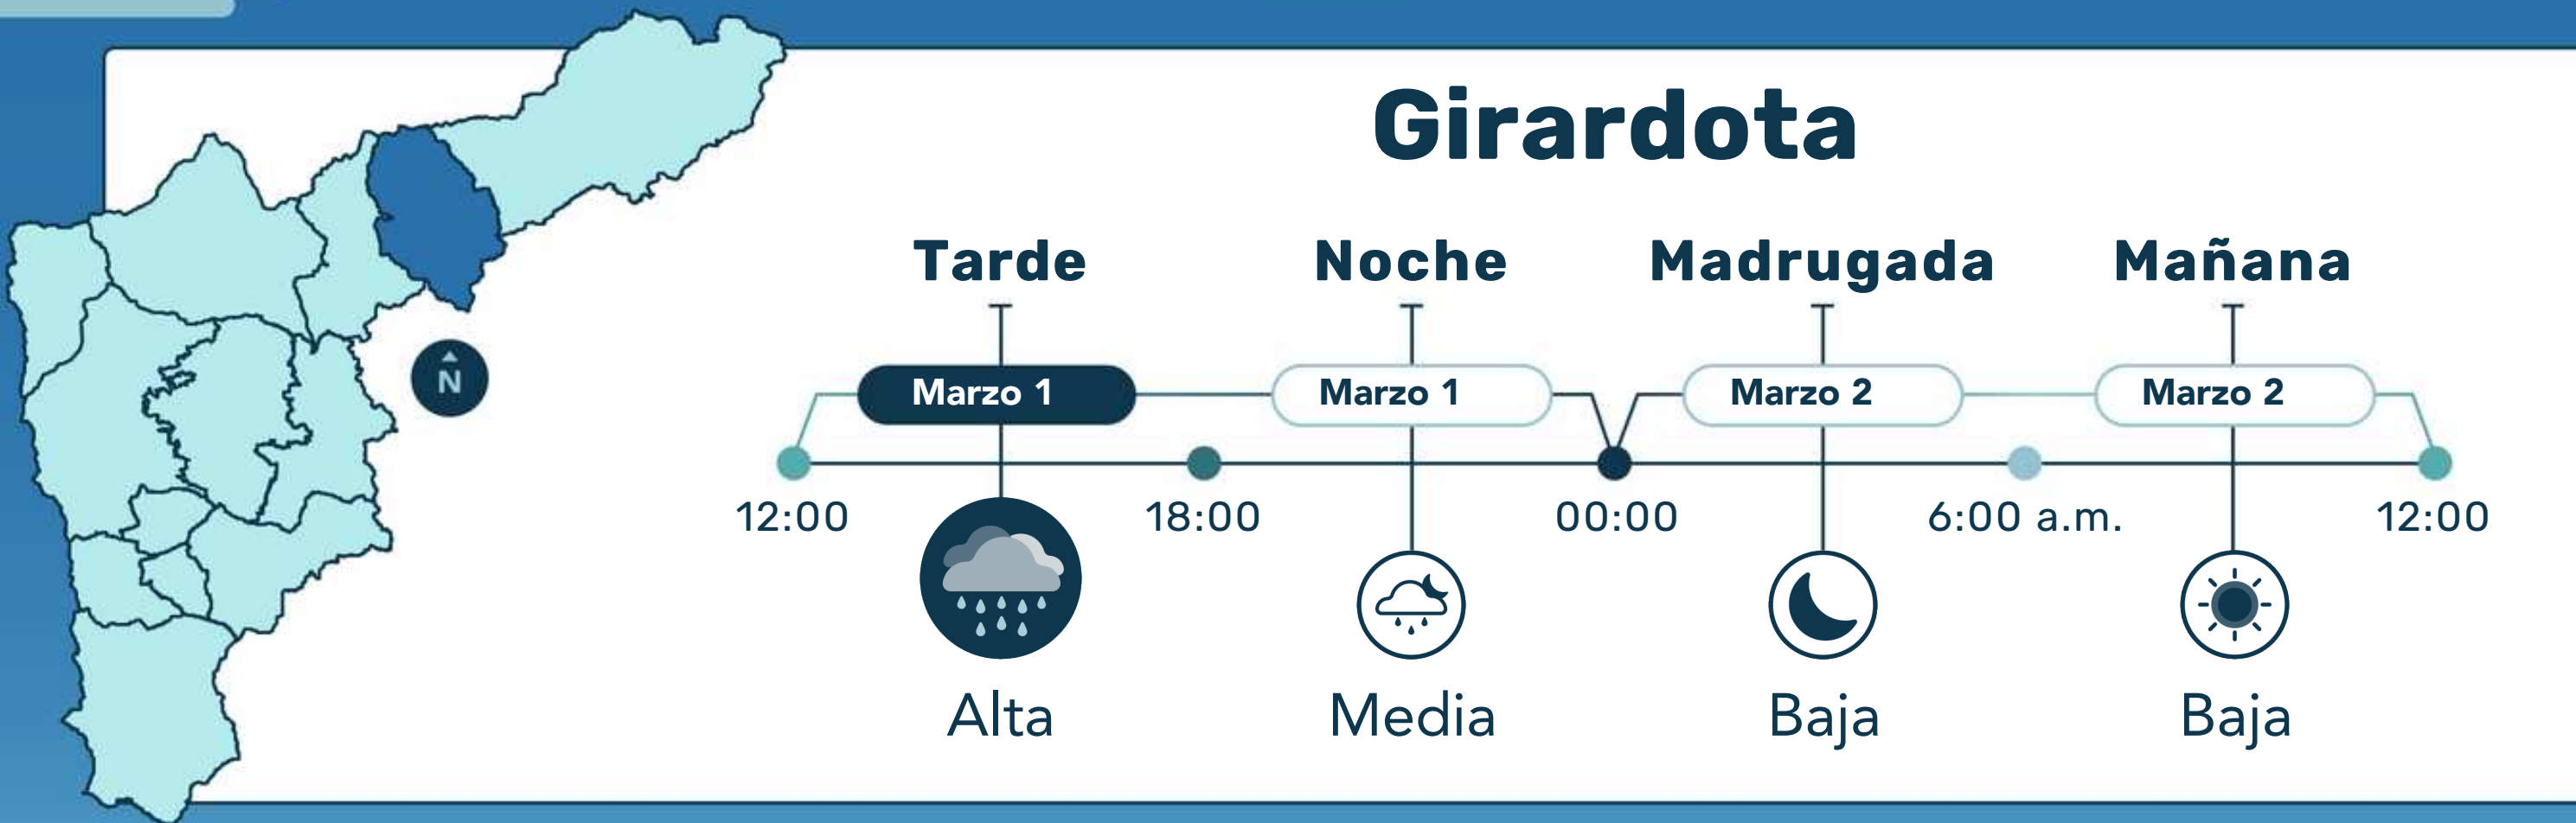 Girardota
Tarde Noche Madrugada Mañana
Marzo 1 Marzo 1 Marzo 2 Marzo 2
N
12:00 18:00 00:00 6:00 a.m. 12:00
Alta Media Baja Baja